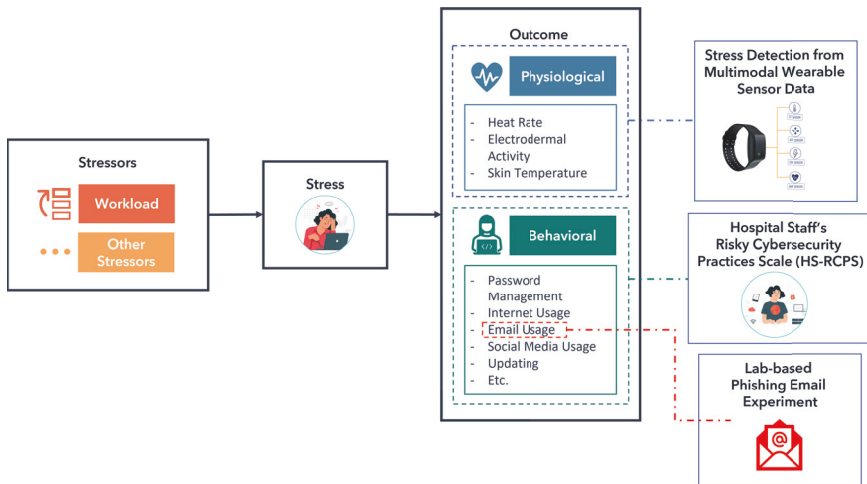 Stressors
Workload
Other
Stressors
Stress
Outcome
Physiological
- Heat Rate
- Electrodermal
Activity
- Skin Temperature
Behavioral
- Password
Management
- Internet Usage
- Email Usage
- Social Media Usage
- Updating
- Etc.
Stress Detection from
Multimodal Wearable
Sensor Data
Hospital Staff's
Risky Cybersecurity
Practices Scale (HS-RCPS)
Lab-based
Phishing Email
Experiment
@